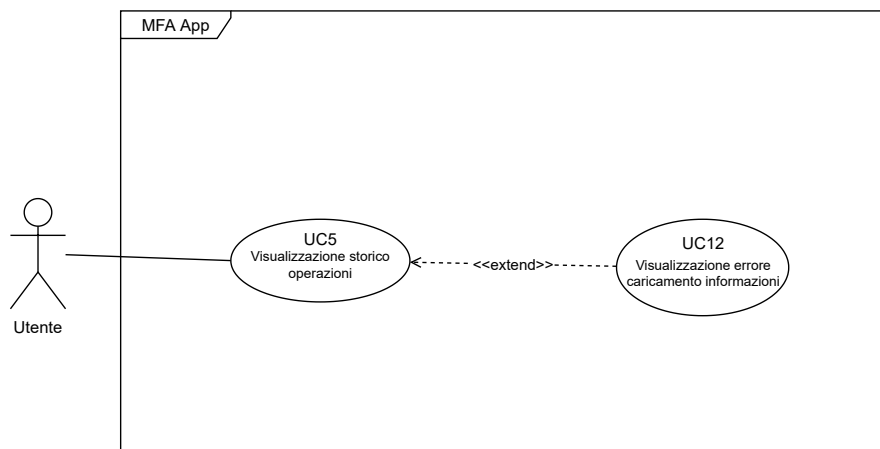 MFA App
UC5
Visualizzazione storico
operazioni
<<extend>>
UC12
Visualizzazione errore
caricamento informazioni
Utente